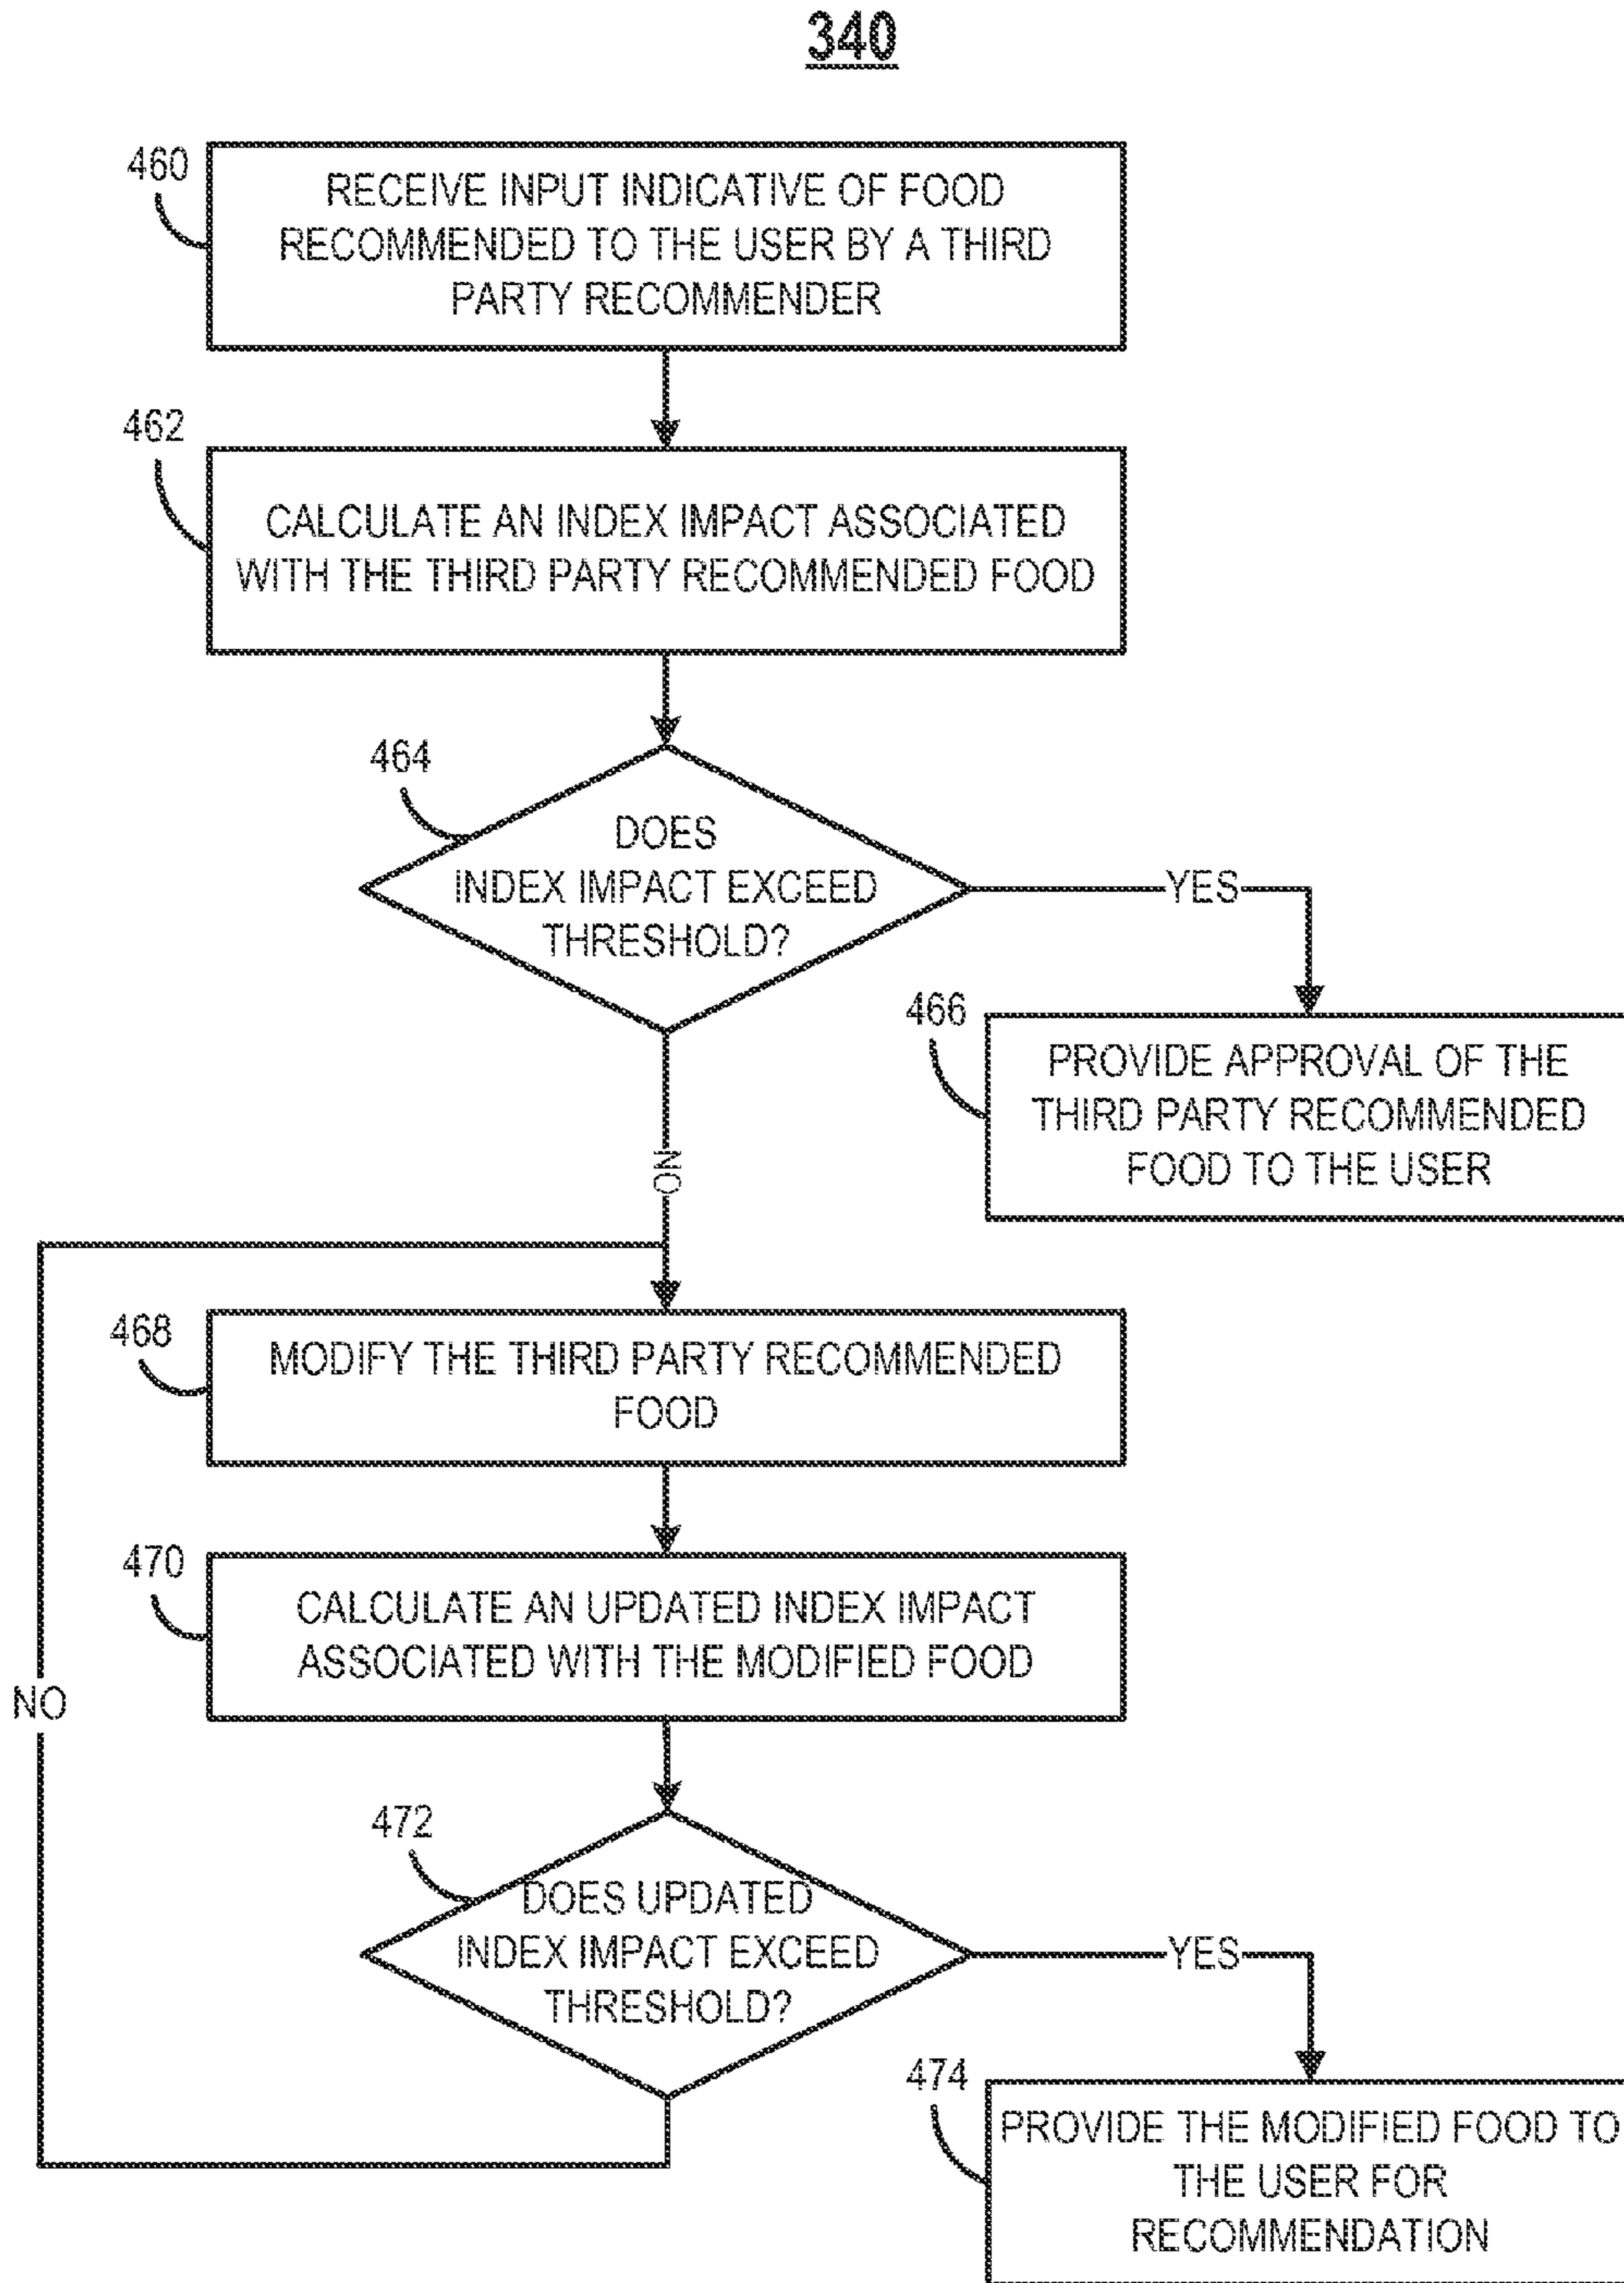 340
460
RECEIVE INPUT INDICATIVE OF FOOD
RECOMMENDED TO THE USER BY A THIRD
PARTY RECOMMENDER
462
CALCULATE AN INDEX IMPACT ASSOCIATED
WITH THE THIRD PARTY RECOMMENDED FOOD
464
DOES
INDEX IMPACT EXCEED
THRESHOLD?
YES
466
PROVIDE APPROVAL OF THE
THIRD PARTY RECOMMENDED
FOOD TO THE USER
NO
468
MODIFY THE THIRD PARTY RECOMMENDED
FOOD
470
CALCULATE AN UPDATED INDEX IMPACT
ASSOCIATED WITH THE MODIFIED FOOD
NO
472
DOES UPDATED
INDEX IMPACT EXCEED
THRESHOLD?
YES
474
PROVIDE THE MODIFIED FOOD TO
THE USER FOR
RECOMMENDATION